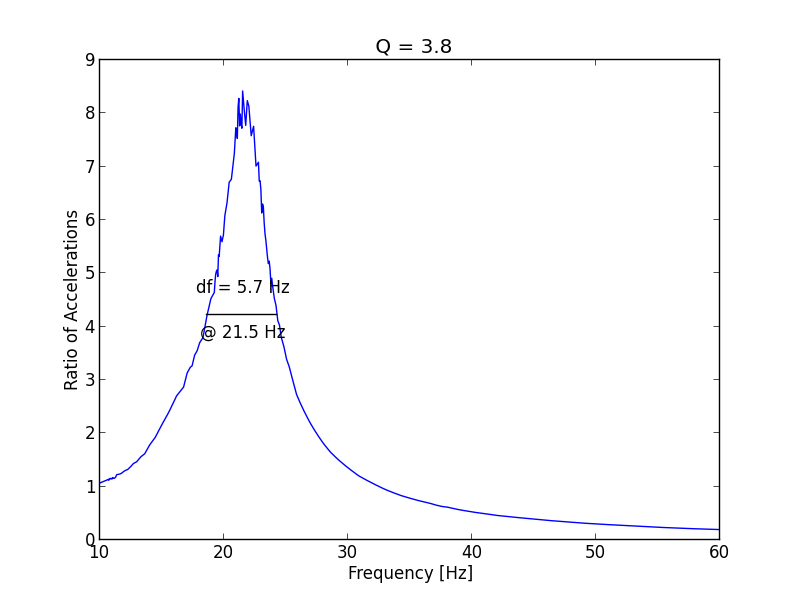 Q = 3.8
9
8
7
6
5
4
3
2
1
0
Ratio of Accelerations
df = 5.7 Hz
@ 21.5 Hz
10 20 30 40 50 60
Frequency [Hz]